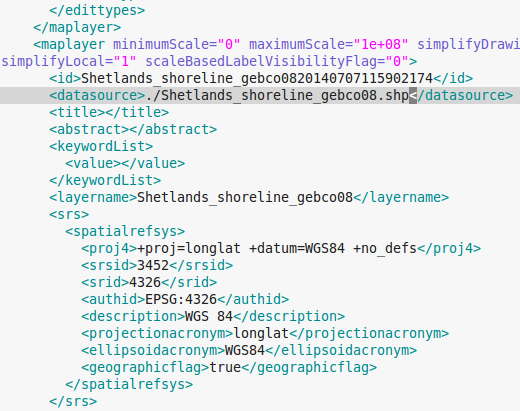 </edittypes>
</maplayer>
<maplayer minimumScale="0" maximumScale="1e+08" simplifyDrawi
simplifyLocal="1" scaleBasedLabelVisibilityFlag="0">
<id>Shetlands_shoreline_gebco0820140707115902174</id>
<datasource>./Shetlands_shoreline_gebco08.shp</datasource>
<title></title>
<abstract></abstract>
<keywordList>
<value></value>
</keywordList>
<layername>Shetlands_shoreline_gebco08</layername>
<srs>
<spatialrefsys>
<proj4>+proj=longlat +datum=WGS84 +no_defs</proj4>
<srsid>3452</srsid>
<srid>4326</srid>
<authid>EPSG:4326</authid>
<description>WGS 84</description>
<projectionacronym>longlat</projectionacronym>
<ellipsoidacronym>WGS84</ellipsoidacronym>
<geographicflag>true</geographicflag>
</spatialrefsys>
</srs>